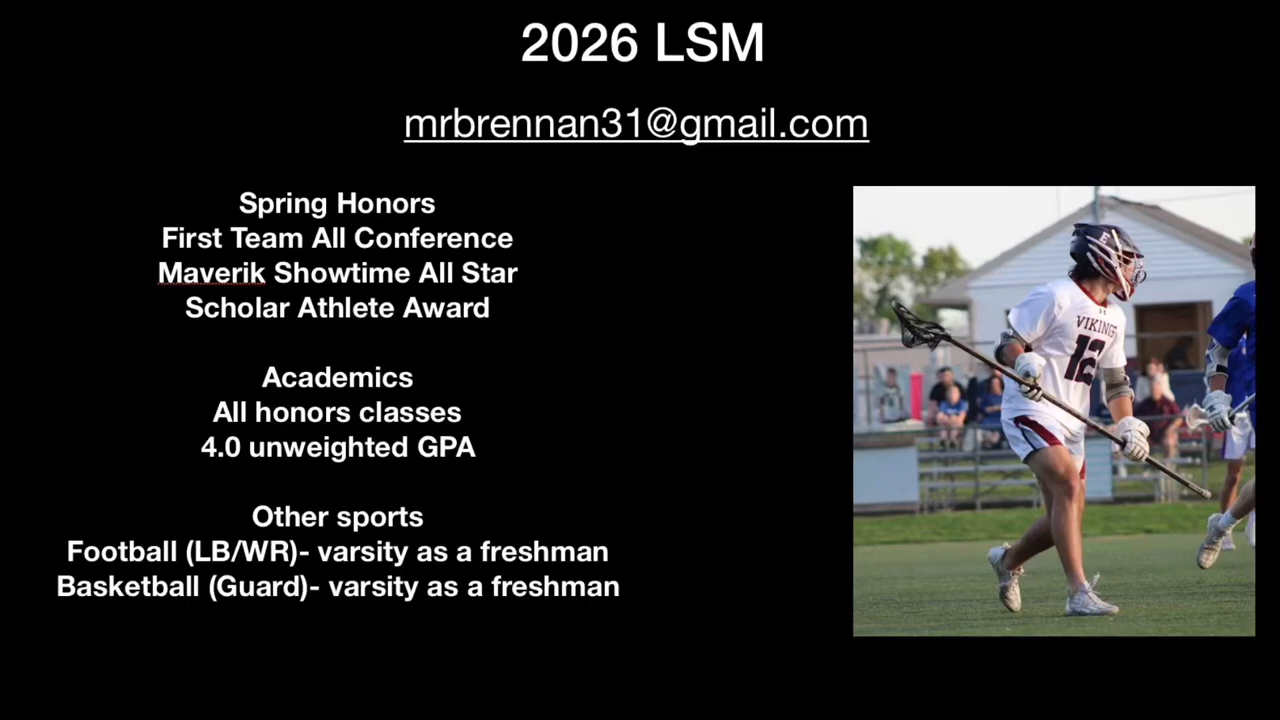 2026 LSM
mrbrennan31@gmail.com
Spring Honors
First Team All Conference
Maverik Showtime All Star
Scholar Athlete Award
Academics
All honors classes
4.0 unweighted GPA
Other sports
Football (LB/WR)- varsity as a freshman
Basketball (Guard)- varsity as a freshman
E
VIKINGS
12